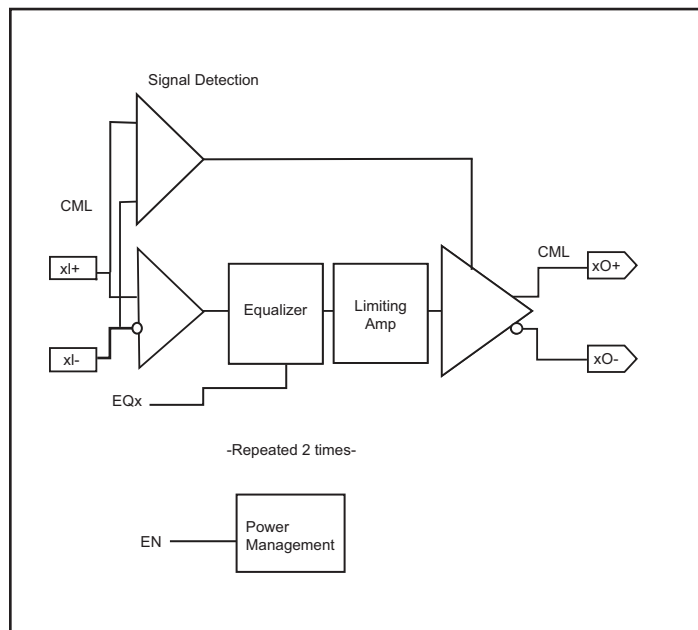 Signal Detection
CML
xI+
CML
xO+
Equalizer
Limiting
Amp
xI-
xO-
EQx
-Repeated 2 times-
EN
Power
Management